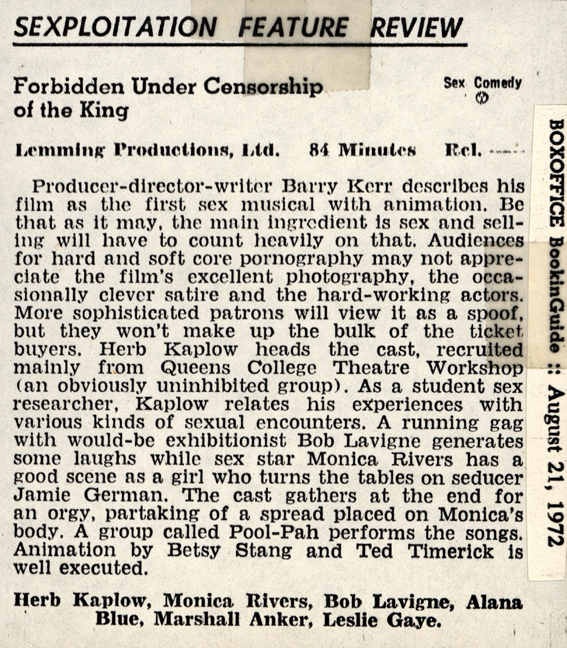 SEXPLOITATION FEATURE REVIEW
Forbidden Under Censorship
of the King
Sex Comedy
Lemming Productions, Ltd. 84 Minutes Rel. ------
Producer-director-writer Barry Kerr describes his
film as the first sex musical with animation. Be
that as it may, the main ingredient is sex and sell-
ing will have to count heavily on that. Audiences
for hard and soft core pornography may not appre-
ciate the film's excellent photography, the occa-
sionally clever satire and the hard-working actors.
More sophisticated patrons will view it as a spoof,
but they won't make up the bulk of the ticket
buyers. Herb Kaplow heads the cast, recruited
mainly from Queens College Theatre Workshop
(an obviously uninhibited group). As a student sex
researcher, Kaplow relates his experiences with
various kinds of sexual encounters. A running gag
with would-be exhibitionist Bob Lavigne generates
some laughs while sex star Monica Rivers has a
good scene as a girl who turns the tables on seducer
Jamie German. The cast gathers at the end for
an orgy, partaking of a spread placed on Monica's
body. A group called Pool-Pah performs the songs.
Animation by Betsy Stang and Ted Timerick is
well executed.
Herb Kaplow, Monica Rivers, Bob Lavigne, Alana
Blue, Marshall Anker, Leslie Gaye.
BOXOFFICE BookinGuide :: August 21, 1972